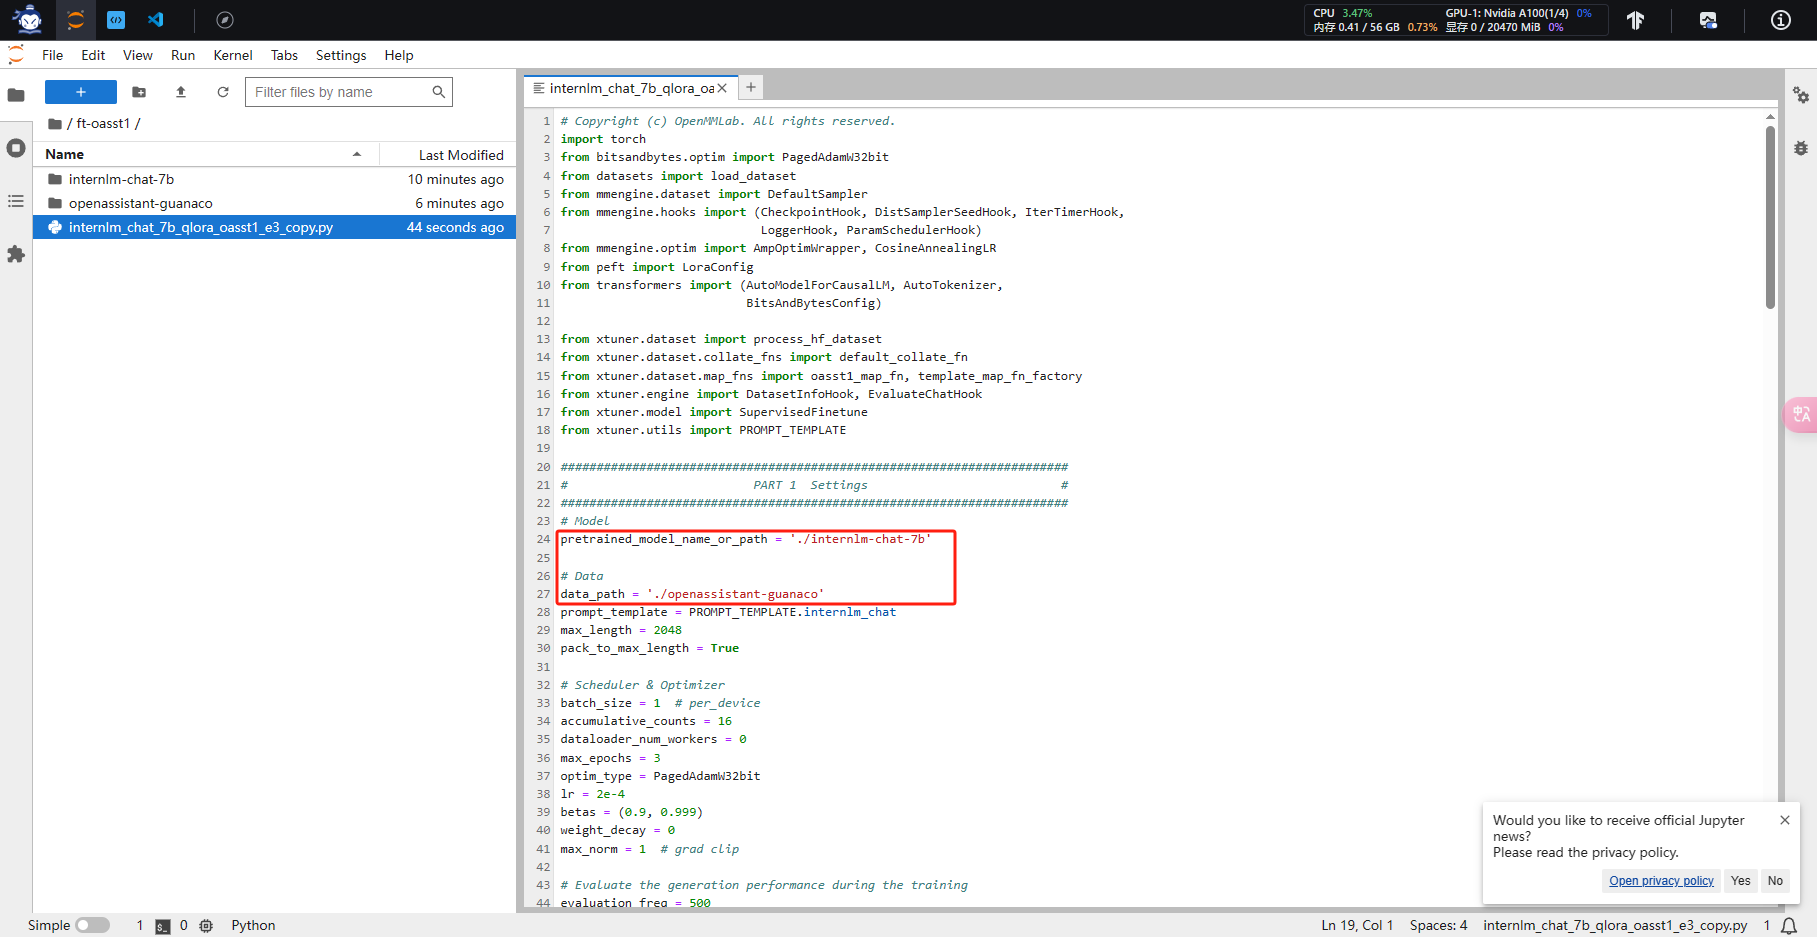 CPU 3.47% GPU-1: Nvidia A100(1/4) 0%
内存 0.41 / 56 GB 0.73% 显存 0 / 20470 MiB 0%
File Edit View Run Kernel Tabs Settings Help
Filter files by name
/ ft-oasst1 /
Name Last Modified
internlm-chat-7b 10 minutes ago
openassistant-guanaco 6 minutes ago
internlm_chat_7b_qlora_oasst1_e3_copy.py 44 seconds ago
internlm_chat_7b_qlora_oa
1 # Copyright (c) OpenMMLab. All rights reserved.
2 import torch
3 from bitsandbytes.optim import PagedAdamW32bit
4 from datasets import load_dataset
5 from mmengine.dataset import DefaultSampler
6 from mmengine.hooks import (CheckpointHook, DistSamplerSeedHook, IterTimerHook,
7 LoggerHook, ParamSchedulerHook)
8 from mmengine.optim import AmpOptimWrapper, CosineAnnealingLR
9 from peft import LoraConfig
10 from transformers import (AutoModelForCausalLM, AutoTokenizer,
11 BitsAndBytesConfig)
12
13 from xtuner.dataset import process_hf_dataset
14 from xtuner.dataset.collate_fns import default_collate_fn
15 from xtuner.dataset.map_fns import oasst1_map_fn, template_map_fn_factory
16 from xtuner.engine import DatasetInfoHook, EvaluateChatHook
17 from xtuner.model import SupervisedFinetune
18 from xtuner.utils import PROMPT_TEMPLATE
19
20 #######################################################################
21 # PART 1 Settings #
22 #######################################################################
23 # Model
24 pretrained_model_name_or_path = './internlm-chat-7b'
25
26 # Data
27 data_path = './openassistant-guanaco'
28 prompt_template = PROMPT_TEMPLATE.internlm_chat
29 max_length = 2048
30 pack_to_max_length = True
31
32 # Scheduler & Optimizer
33 batch_size = 1 # per_device
34 accumulative_counts = 16
35 dataloader_num_workers = 0
36 max_epochs = 3
37 optim_type = PagedAdamW32bit
38 lr = 2e-4
39 betas = (0.9, 0.999)
40 weight_decay = 0
41 max_norm = 1 # grad clip
42
43 # Evaluate the generation performance during the training
44 evaluation_freq = 500
Would you like to receive official Jupyter
news?
Please read the privacy policy.
Open privacy policy Yes No
Simple 1 0 Python Ln 19, Col 1 Spaces: 4 internlm_chat_7b_qlora_oasst1_e3_copy.py 1